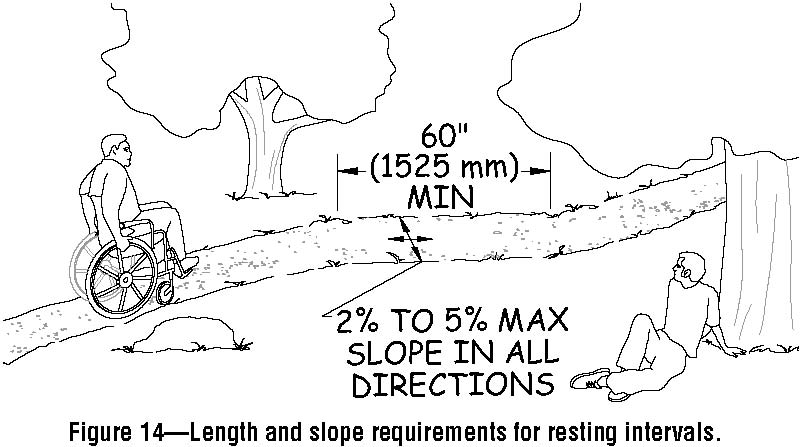 60"
(1525 mm)
MIN
2% TO 5% MAX
SLOPE IN ALL
DIRECTIONS
Figure 14—Length and slope requirements for resting intervals.